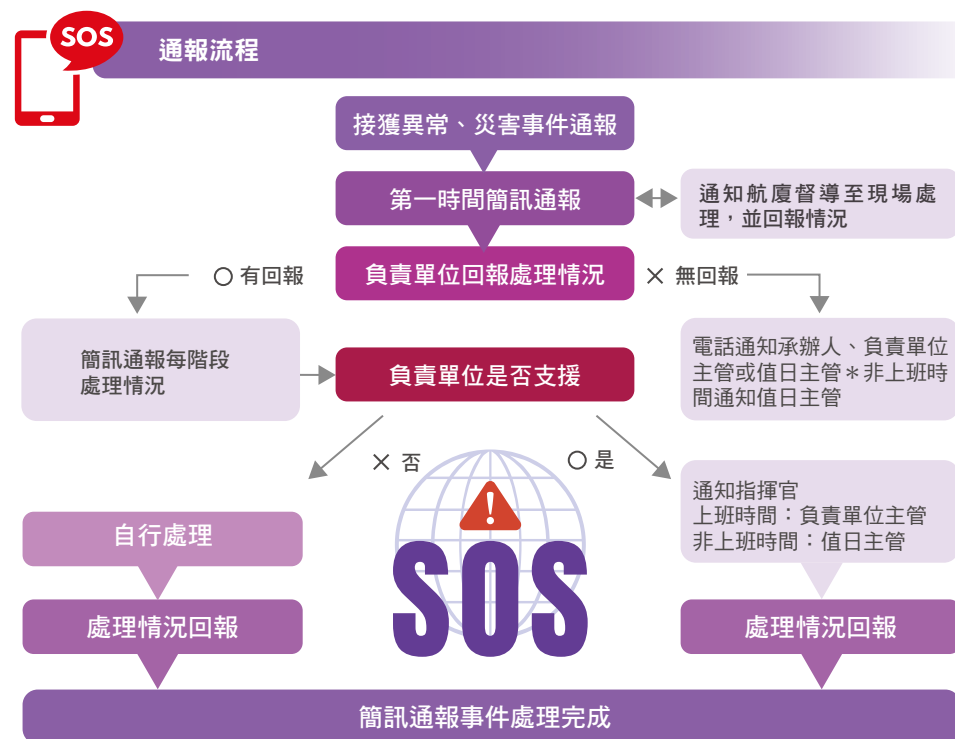 SOS
通報流程
接獲異常、災害事件通報
第一時間簡訊通報
通知航廈督導至現場處
理，並回報情況
負責單位回報處理情況
○ 有回報
× 無回報
簡訊通報每階段
處理情況
負責單位是否支援
電話通知承辦人、負責單位
主管或值日主管＊非上班時
間通知值日主管
× 否
○ 是
自行處理
通知指揮官
上班時間：負責單位主管
非上班時間：值日主管
SOS
處理情況回報
處理情況回報
簡訊通報事件處理完成